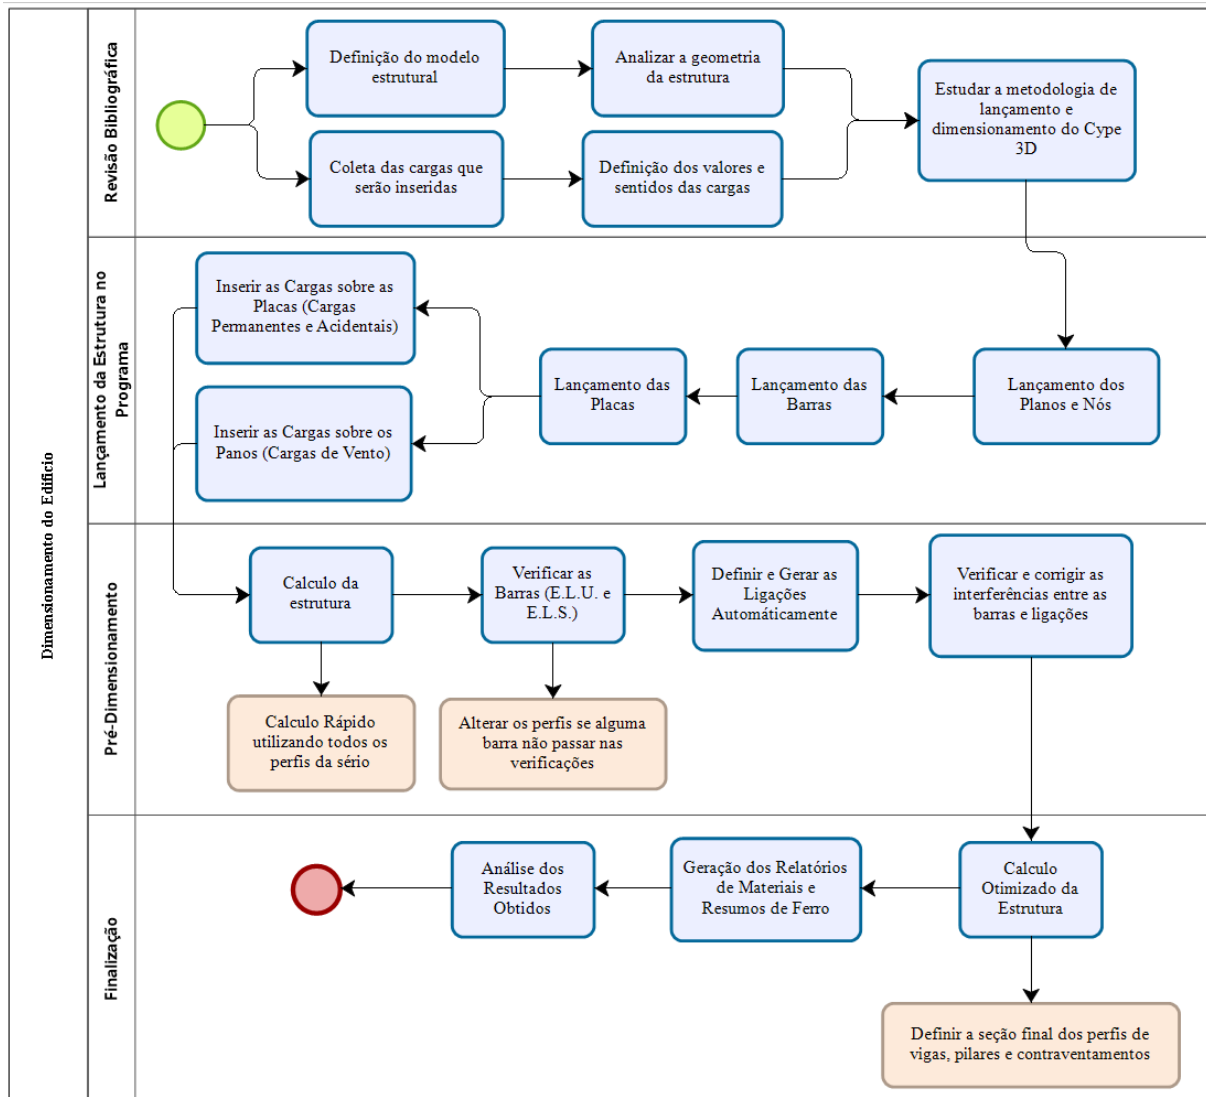 Dimensionamento do Edificio
Revisão Bibliográfica
Definição do modelo
estrutural
Analizar a geometria
da estrutura
Estudar a metodologia de
lançamento e
dimensionamento do Cype
3D
Coleta das cargas que
serão inseridas
Definição dos valores e
sentidos das cargas
Lançamento da Estrutura no
Programa
Inserir as Cargas sobre as
Placas (Cargas
Permanentes e Acidentais)
Inserir as Cargas sobre os
Panos (Cargas de Vento)
Lançamento das
Placas
Lançamento das
Barras
Lançamento dos
Planos e Nós
Pré-Dimensionamento
Calculo da
estrutura
Verificar as
Barras (E.L.U. e
E.L.S.)
Definir e Gerar as
Ligações
Automáticamente
Verificar e corrigir as
interferências entre as
barras e ligações
Calculo Rápido
utilizando todos os
perfis da sério
Alterar os perfis se alguma
barra não passar nas
verificações
Finalização
Análise dos
Resultados
Obtidos
Geração dos Relatórios
de Materiais e
Resumos de Ferro
Calculo
Otimizado da
Estrutura
Definir a seção final dos perfis de
vigas, pilares e contraventamentos